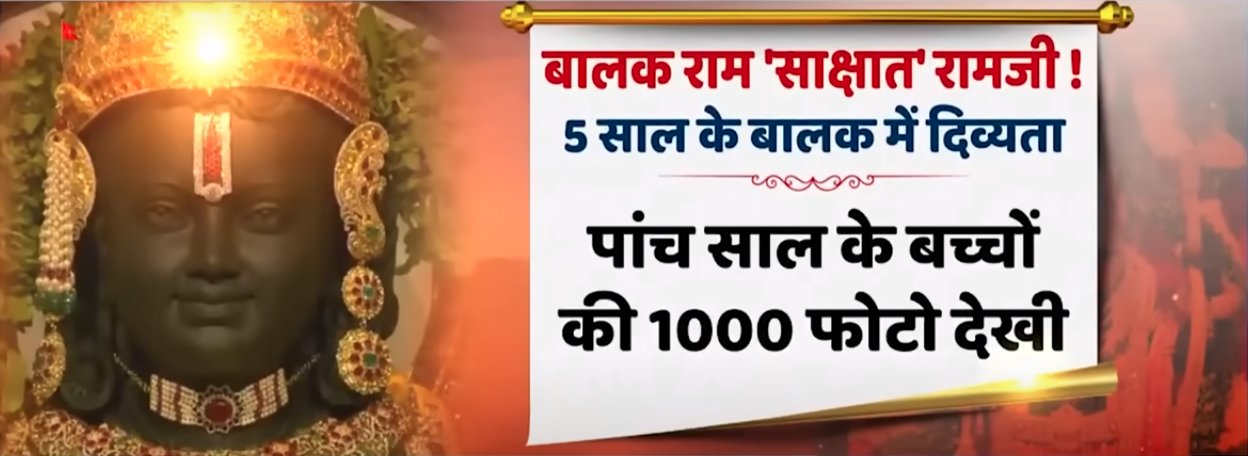 बालक राम 'साक्षात' रामजी !
5 साल के बालक में दिव्यता
पांच साल के बच्चों
की 1000 फोटो देखी